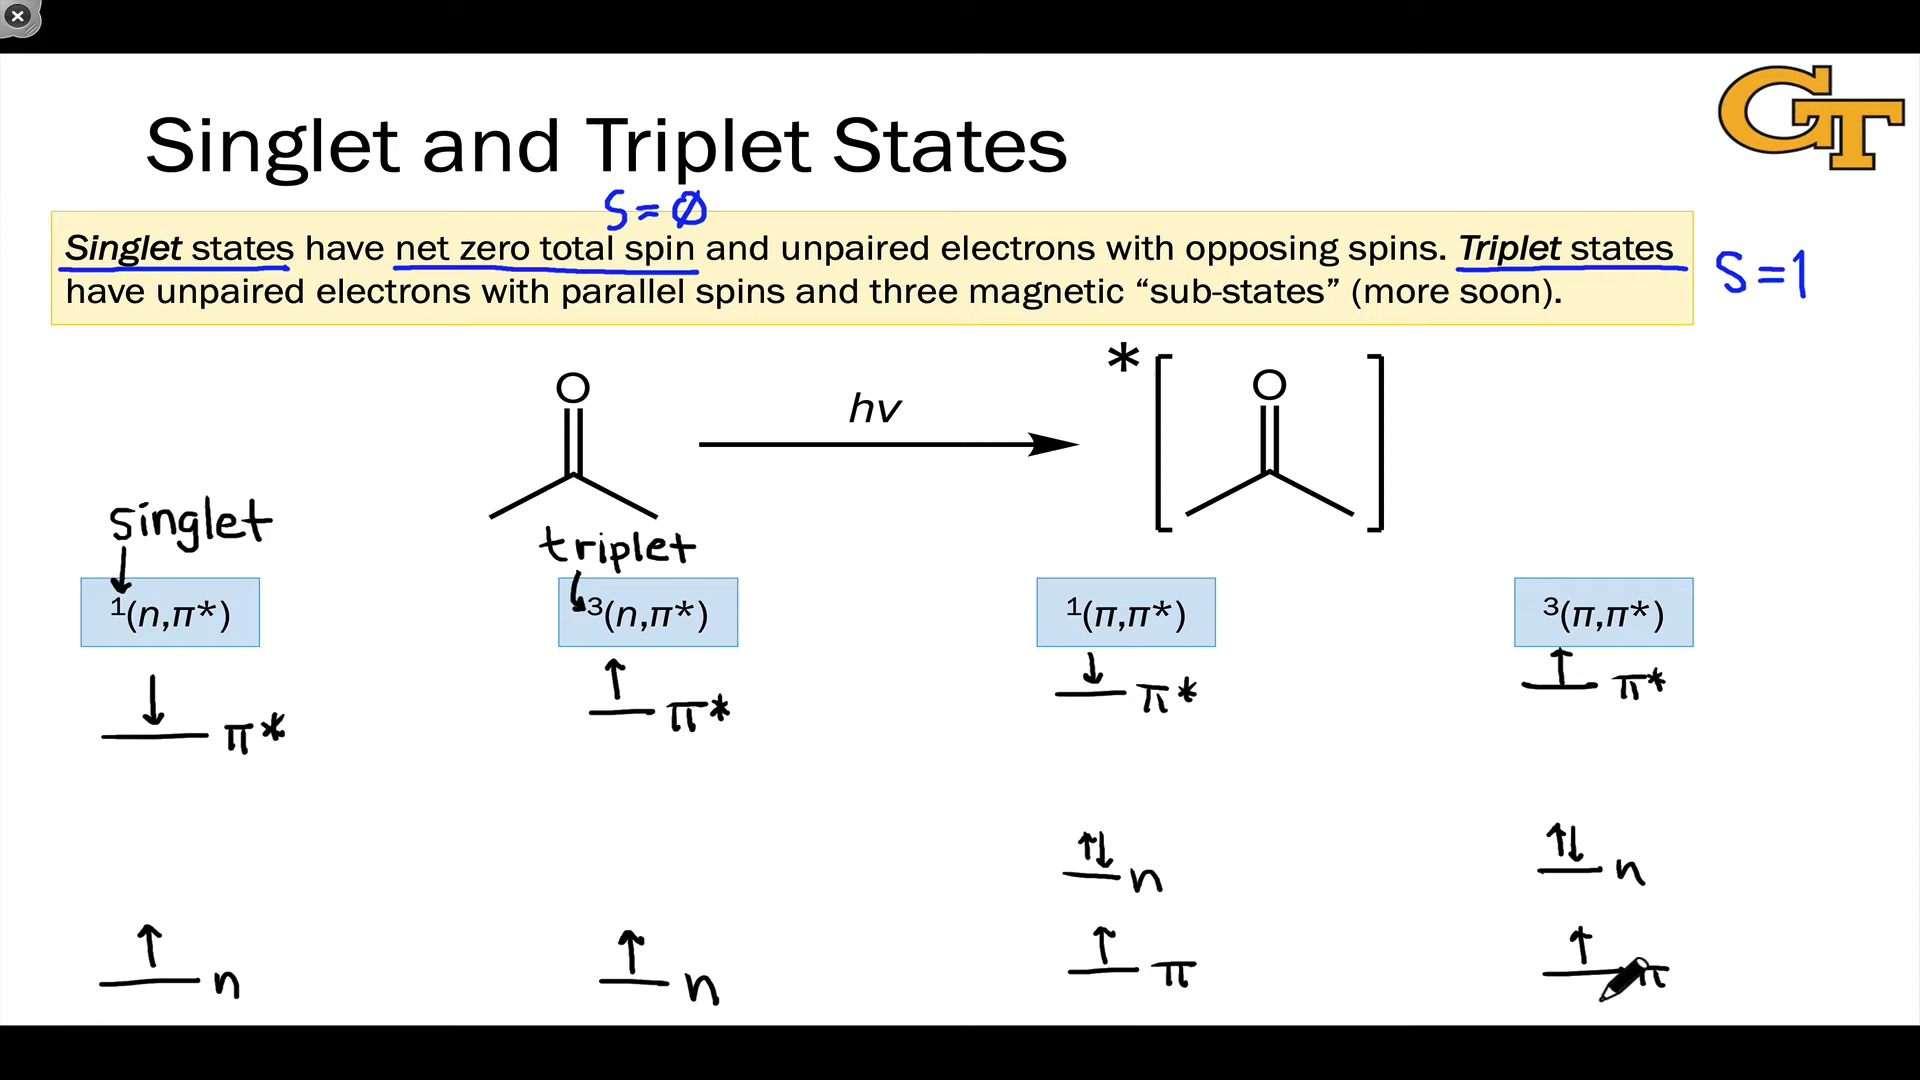 GT
Singlet and Triplet States
S = Ø
Singlet states have net zero total spin and unpaired electrons with opposing spins. Triplet states
have unpaired electrons with parallel spins and three magnetic “sub-states” (more soon).
S = 1
O
hν
*
O
singlet
triplet
¹(n,π*)
³(n,π*)
¹(π,π*)
³(π,π*)
↓ π*
↑ π*
↓ π*
↑ π*
↑↓ n
↑↓ n
↑ n
↑ n
↑ π
↑ π